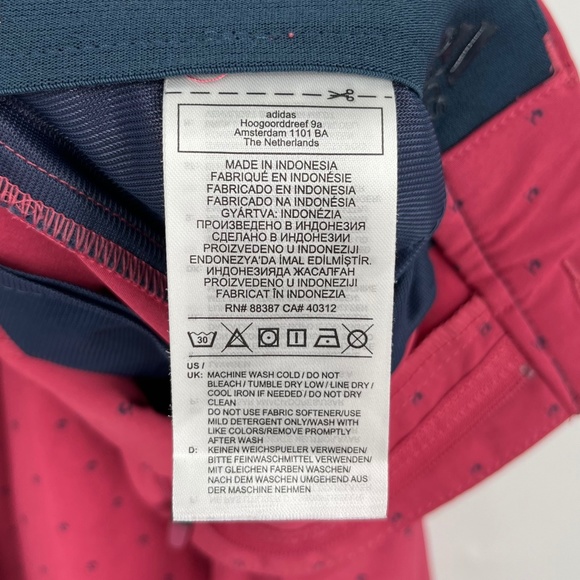 adidas
Hoogoorddreef 9a
Amsterdam 1101 BA
The Netherlands
MADE IN INDONESIA
FABRIQUÉ EN INDONÉSIE
FABRICADO EN INDONESIA
FABRICADO NA INDONÉSIA
GYÁRTVA: INDONÉZIA
ПРОИЗВЕДЕНО В ИНДОНЕЗИЯ
СДЕЛАНО В ИНДОНЕЗИИ
PROIZVEDENO U INDONEZIJI
ENDONEZYA'DA İMAL EDİLMİŞTİR.
ИНДОНЕЗИЯДА ЖАСАЛҒАН
PROIZVEDENO U INDONEZIJI
FABRICAT ÎN INDONEZIA
RN# 88387 CA# 40312
30
US /
UK: MACHINE WASH COLD / DO NOT
BLEACH / TUMBLE DRY LOW / LINE DRY /
COOL IRON IF NEEDED / DO NOT DRY
CLEAN
DO NOT USE FABRIC SOFTENER/USE
MILD DETERGENT ONLY/WASH WITH
LIKE COLORS/REMOVE PROMPTLY
AFTER WASH
D: KEINEN WEICHSPUELER VERWENDEN/
BITTE FEINWASCHMITTEL VERWENDEN/
MIT GLEICHEN FARBEN WASCHEN/
NACH DEM WASCHEN UMGEHEND AUS
DER MASCHINE NEHMEN